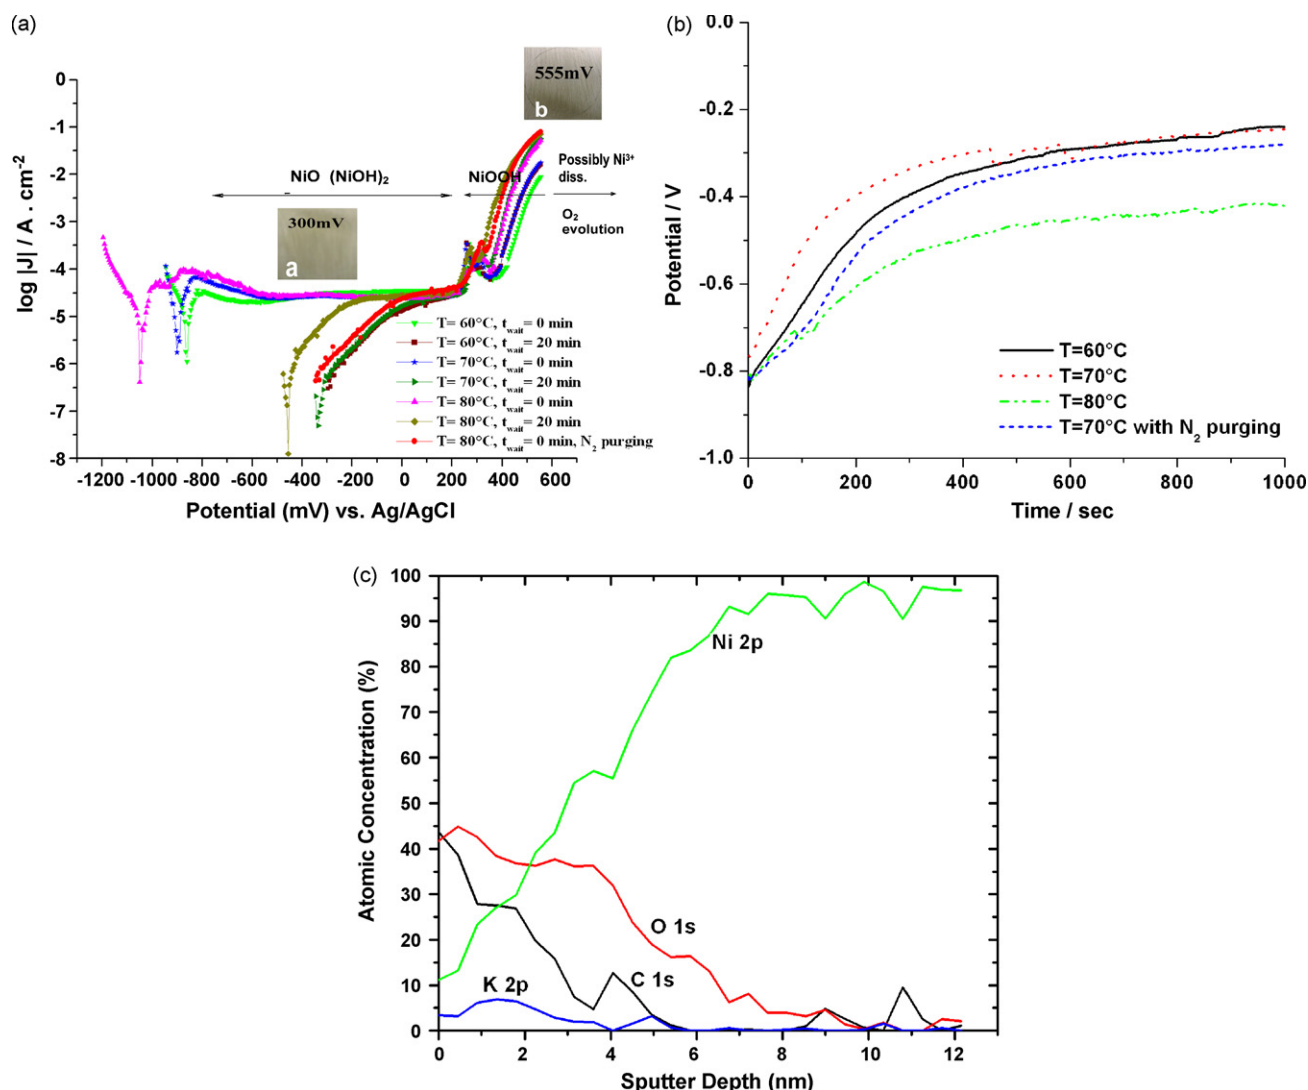 (a)
555mV
b
Possibly Ni³⁺
diss.
NiO (NiOH)₂
NiOOH
O₂
evolution
300mV
a
T= 60°C, t_wait= 0 min
T= 60°C, t_wait= 20 min
T= 70°C, t_wait= 0 min
T= 70°C, t_wait= 20 min
T= 80°C, t_wait= 0 min
T= 80°C, t_wait= 20 min
T= 80°C, t_wait= 0 min, N₂ purging
log |J| / A . cm⁻²
0
-1
-2
-3
-4
-5
-6
-7
-8
-1200 -1000 -800 -600 -400 -200 0 200 400 600
Potential (mV) vs. Ag/AgCl
(b)
Potential / V
0.0
-0.2
-0.4
-0.6
-0.8
-1.0
T=60°C
T=70°C
T=80°C
T=70°C with N₂ purging
0 200 400 600 800 1000
Time / sec
(c)
Atomic Concentration (%)
100
90
80
70
60
50
40
30
20
10
0
Ni 2p
O 1s
C 1s
K 2p
0 2 4 6 8 10 12
Sputter Depth (nm)